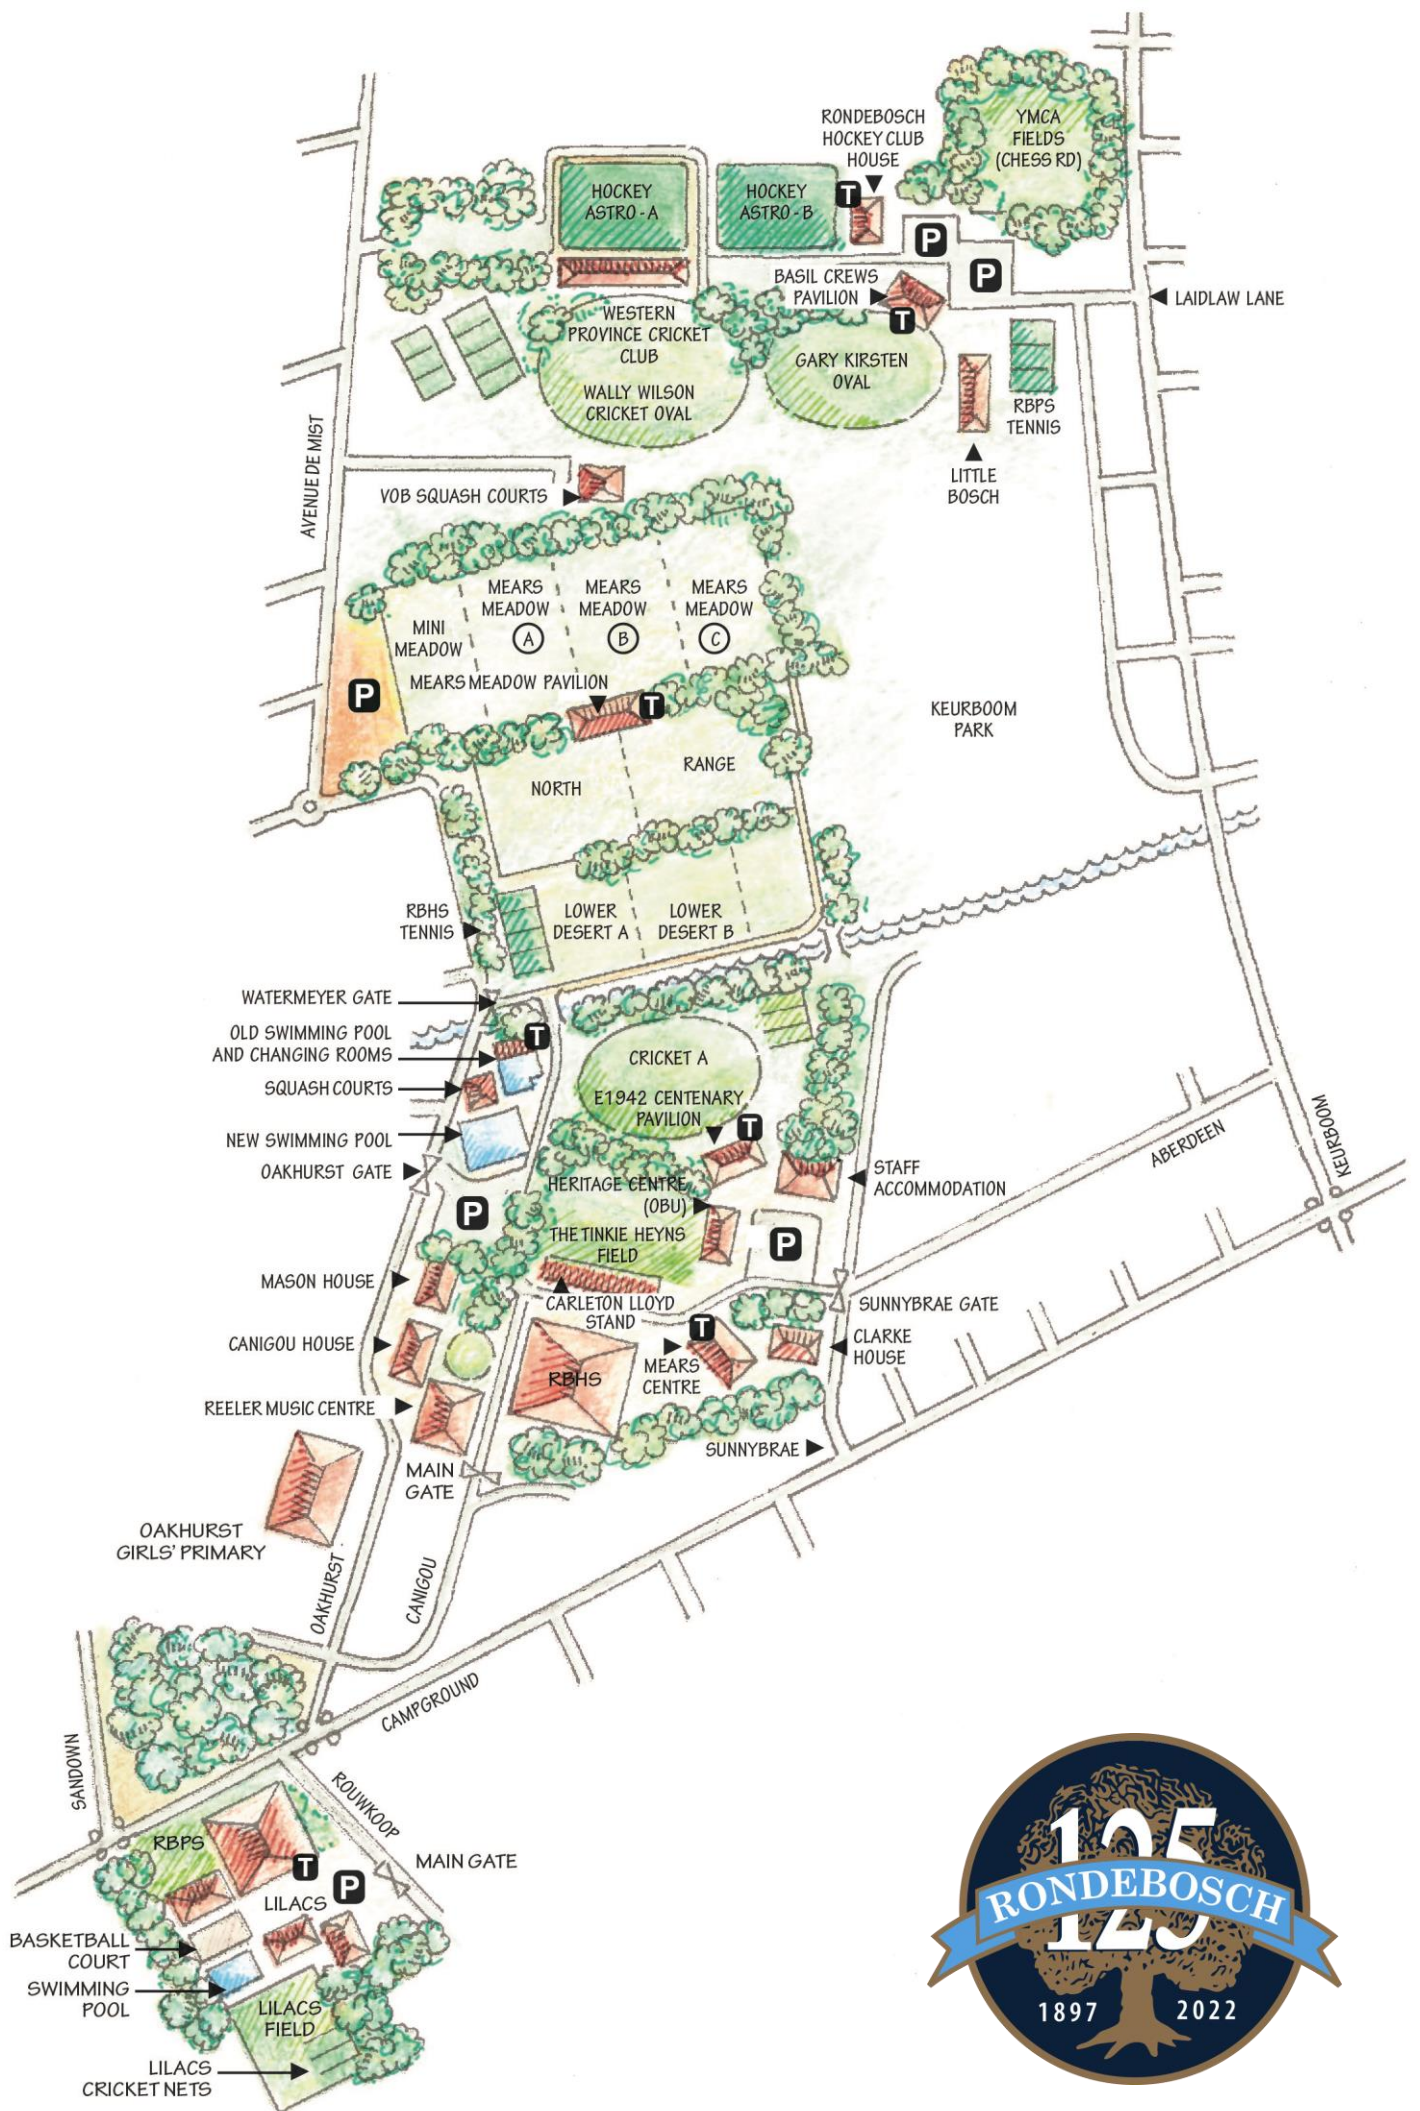 YMCA
FIELDS
(CHESS RD)
RONDEBOSCH
HOCKEY CLUB
HOUSE
HOCKEY
ASTRO - A
HOCKEY
ASTRO - B
T
P
P
BASIL CREWS
PAVILION
T
LAIDLAW LANE
WESTERN
PROVINCE CRICKET
CLUB
WALLY WILSON
CRICKET OVAL
GARY KIRSTEN
OVAL
RBPS
TENNIS
LITTLE
BOSCH
AVENUE DE MIST
VOB SQUASH COURTS
MINI
MEADOW
MEARS
MEADOW
A
MEARS
MEADOW
B
MEARS
MEADOW
C
P
MEARS MEADOW PAVILION
T
KEURBOOM
PARK
NORTH
RANGE
RBHS
TENNIS
LOWER
DESERT A
LOWER
DESERT B
WATERMEYER GATE
OLD SWIMMING POOL
AND CHANGING ROOMS
T
SQUASH COURTS
NEW SWIMMING POOL
OAKHURST GATE
CRICKET A
E1942 CENTENARY
PAVILION
T
STAFF
ACCOMMODATION
ABERDEEN
KEURBOOM
HERITAGE CENTRE
(OBU)
P
THE TINKIE HEYNS
FIELD
P
MASON HOUSE
CARLETON LLOYD
STAND
SUNNYBRAE GATE
CANIGOU HOUSE
RBHS
T
MEARS
CENTRE
CLARKE
HOUSE
REELER MUSIC CENTRE
SUNNYBRAE
MAIN
GATE
OAKHURST
GIRLS' PRIMARY
OAKHURST
CANIGOU
CAMPGROUND
SANDOWN
ROUWKOOP
RBPS
T
P
MAIN GATE
LILACS
BASKETBALL
COURT
SWIMMING
POOL
LILACS
FIELD
LILACS
CRICKET NETS
125
RONDEBOSCH
1897
2022